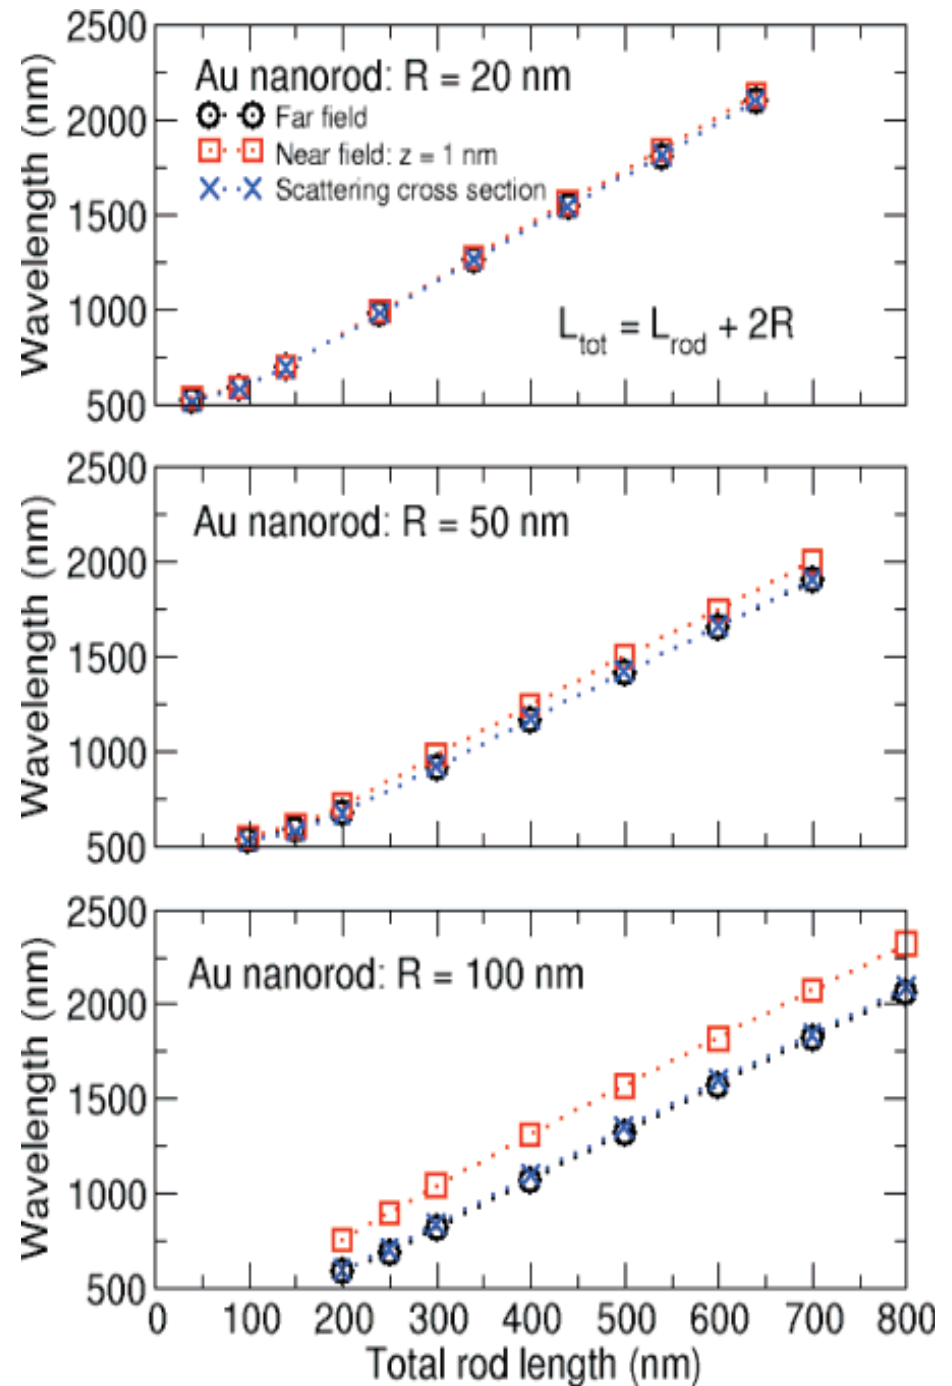 2500
Au nanorod: R = 20 nm
Far field
2000
Near field: z = 1 nm
Scattering cross section
1500
1000
L_tot = L_rod + 2R
500
Wavelength (nm)
2500
Au nanorod: R = 50 nm
2000
1500
1000
500
Wavelength (nm)
2500
Au nanorod: R = 100 nm
2000
1500
1000
500
Wavelength (nm)
0 100 200 300 400 500 600 700 800
Total rod length (nm)